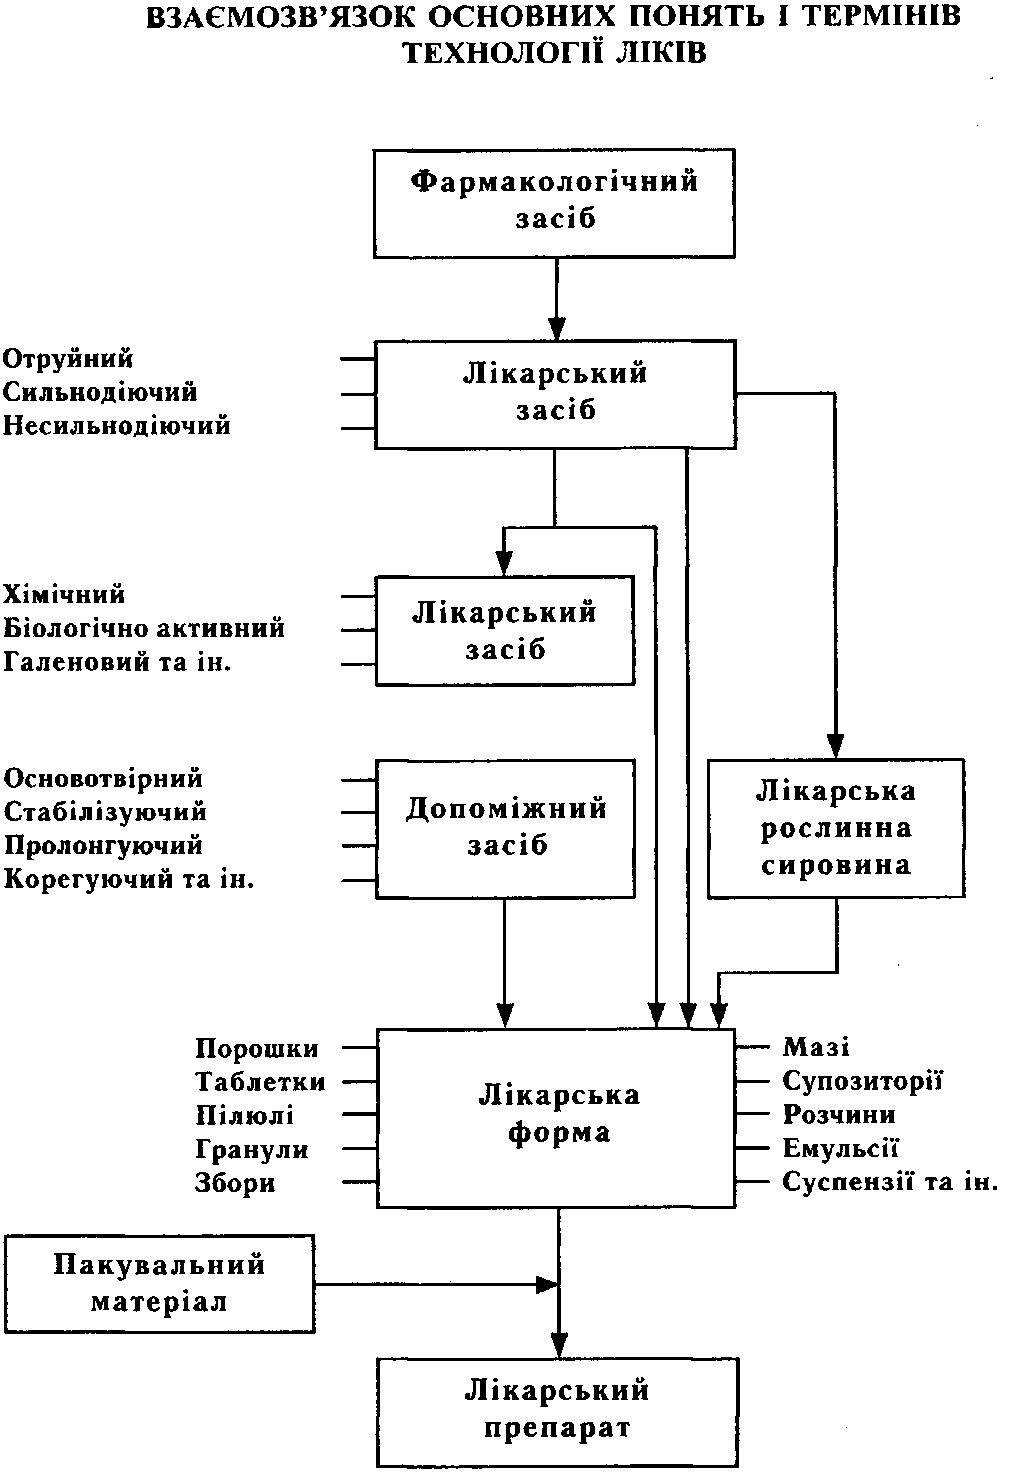 ВЗАЄМОЗВ'ЯЗОК ОСНОВНИХ ПОНЯТЬ І ТЕРМІНІВ
ТЕХНОЛОГІЇ ЛІКІВ
Фармакологічний
засіб
Отруйний
Сильнодіючий
Несильнодіючий
Лікарський
засіб
Хімічний
Біологічно активний
Галеновий та ін.
Лікарський
засіб
Основотвірний
Стабілізуючий
Пролонгуючий
Корегуючий та ін.
Допоміжний
засіб
Лікарська
рослинна
сировина
Порошки
Таблетки
Пілюлі
Гранули
Збори
Лікарська
форма
Мазі
Супозиторії
Розчини
Емульсії
Суспензії та ін.
Пакувальний
матеріал
Лікарський
препарат